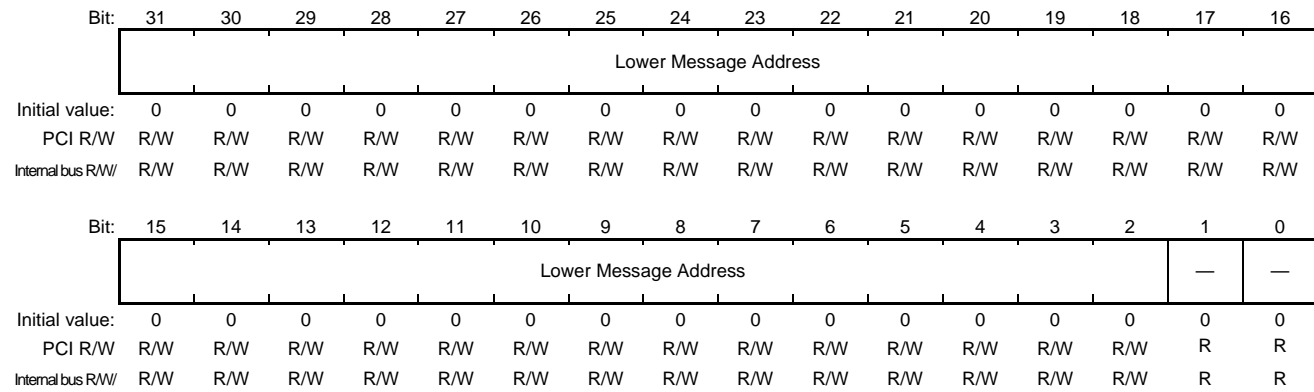 Bit: 31 30 29 28 27 26 25 24 23 22 21 20 19 18 17 16
Lower Message Address
Initial value: 0 0 0 0 0 0 0 0 0 0 0 0 0 0 0 0
PCI R/W R/W R/W R/W R/W R/W R/W R/W R/W R/W R/W R/W R/W R/W R/W R/W R/W
Internal bus R/W/ R/W R/W R/W R/W R/W R/W R/W R/W R/W R/W R/W R/W R/W R/W R/W R/W
Bit: 15 14 13 12 11 10 9 8 7 6 5 4 3 2 1 0
Lower Message Address — —
Initial value: 0 0 0 0 0 0 0 0 0 0 0 0 0 0 0 0
PCI R/W R/W R/W R/W R/W R/W R/W R/W R/W R/W R/W R/W R/W R/W R/W R R
Internal bus R/W/ R/W R/W R/W R/W R/W R/W R/W R/W R/W R/W R/W R/W R/W R/W R R